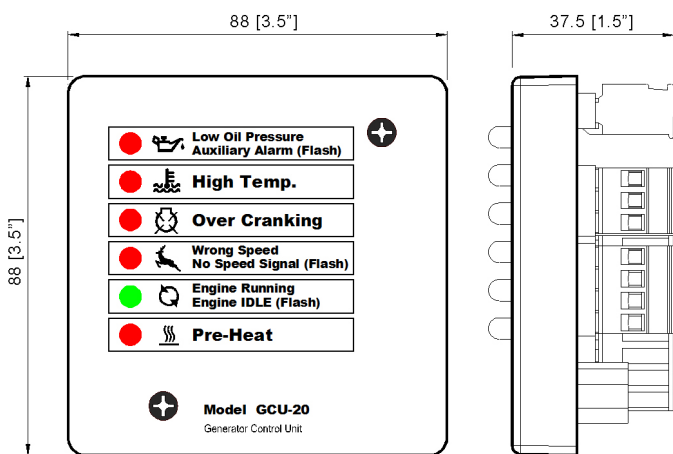 88 [3.5”]
37.5 [1.5”]
88 [3.5”]
Low Oil Pressure
Auxiliary Alarm (Flash)
High Temp.
Over Cranking
Wrong Speed
No Speed Signal (Flash)
Engine Running
Engine IDLE (Flash)
Pre-Heat
Model GCU-20
Generator Control Unit